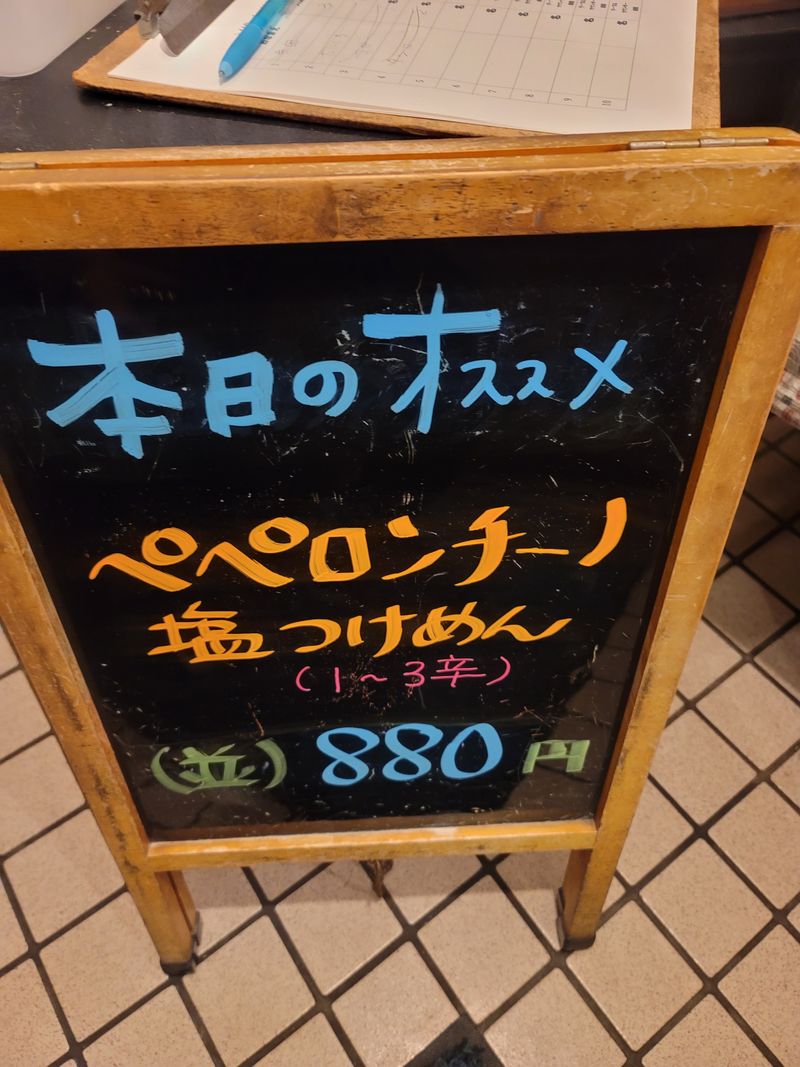 本日のオススメ
ペペロンチーノ
塩つけめん
(1～3辛)
(並) 880円